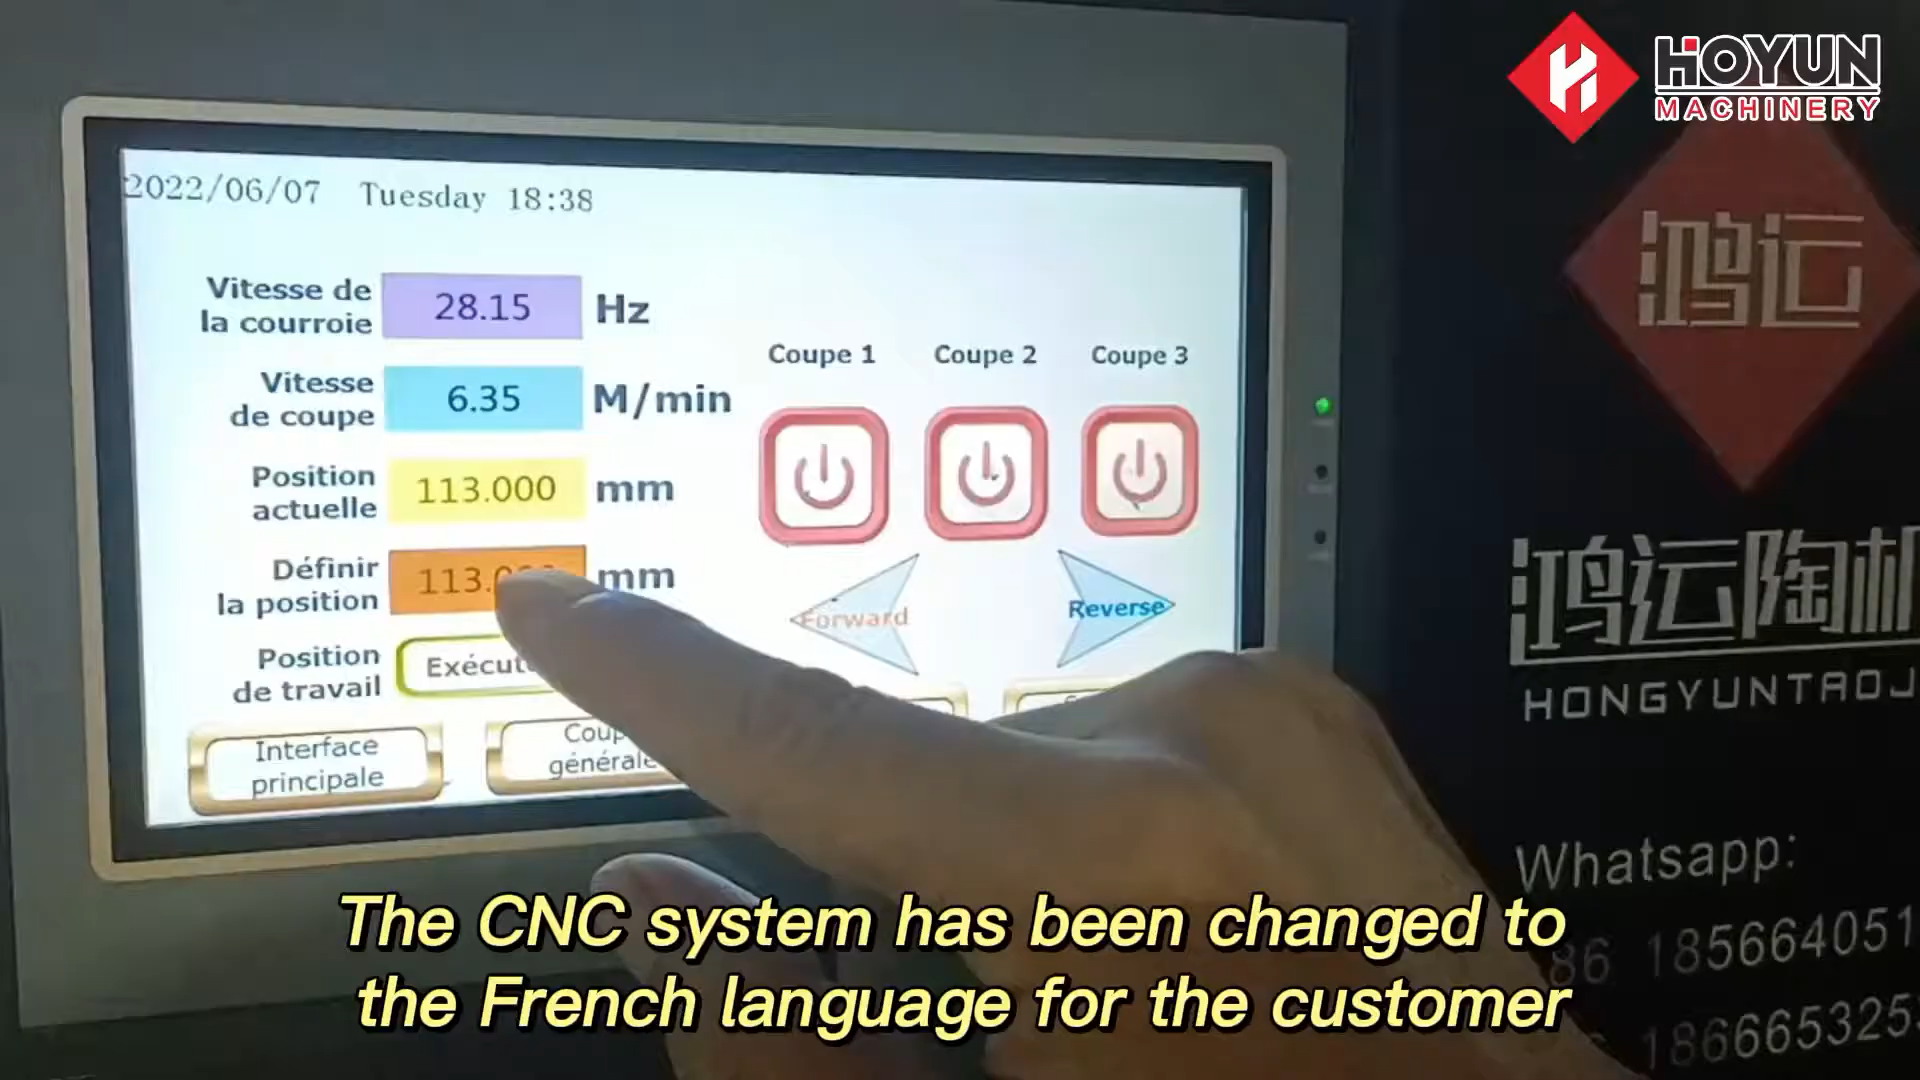 HOYUN
MACHINERY
鸿运
2022/06/07 Tuesday 18:38
Vitesse de
la courroie
28.15 Hz
Vitesse
de coupe
6.35 M/min
Position
actuelle
113.000 mm
Définir
la position
mm
Position
de travail
Coupe 1 Coupe 2 Coupe 3
Forward
Reverse
Interface
principale
générale
鸿运陶机
HONGYUNTAOJ
Whatsapp:
The CNC system has been changed to
the French language for the customer